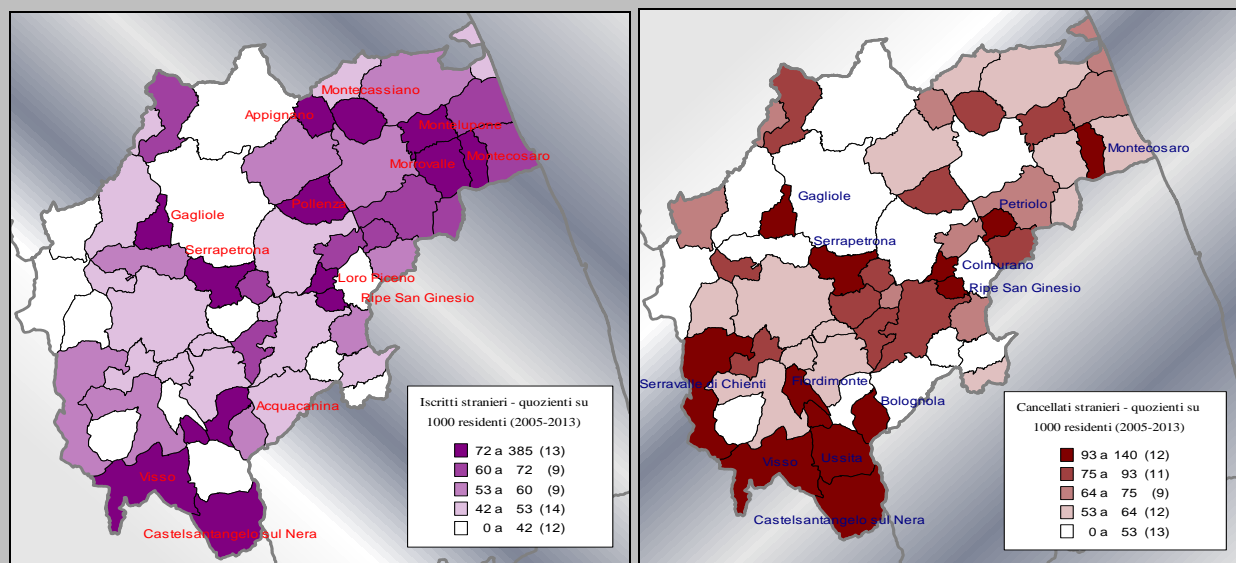 Montecassiano
Appignano
Montelupone
Morrovalle
Montecosaro
Pollenza
Gagliole
Serrapetrona
Loro Piceno
Ripe San Ginesio
Acquacanina
Visso
Castelsantangelo sul Nera
Iscritti stranieri - quozienti su
1000 residenti (2005-2013)
72 a 385 (13)
60 a 72 (9)
53 a 60 (9)
42 a 53 (14)
0 a 42 (12)
Montecosaro
Gagliole
Petriolo
Serrapetrona
Colmurano
Ripe San Ginesio
Serravalle di Chienti
Fiordimonte
Bolognola
Visso
Ussita
Castelsantangelo sul Nera
Cancellati stranieri - quozienti su
1000 residenti (2005-2013)
93 a 140 (12)
75 a 93 (11)
64 a 75 (9)
53 a 64 (12)
0 a 53 (13)